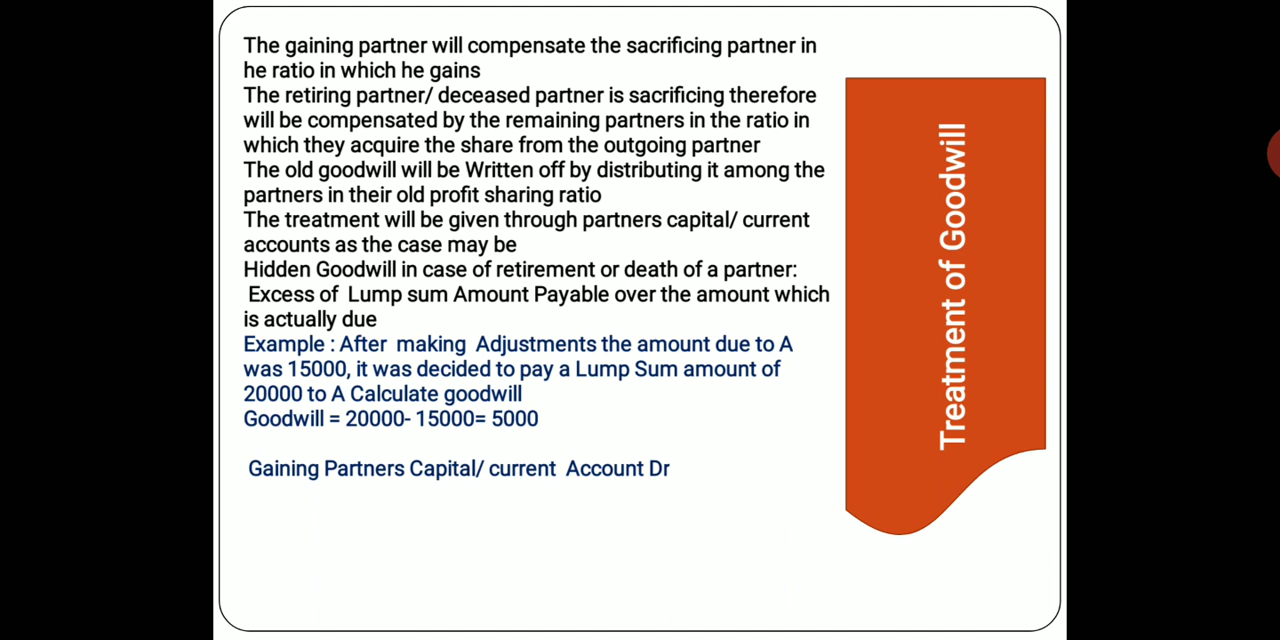 The gaining partner will compensate the sacrificing partner in
he ratio in which he gains
The retiring partner/ deceased partner is sacrificing therefore
will be compensated by the remaining partners in the ratio in
which they acquire the share from the outgoing partner
The old goodwill will be Written off by distributing it among the
partners in their old profit sharing ratio
The treatment will be given through partners capital/ current
accounts as the case may be
Hidden Goodwill in case of retirement or death of a partner:
Excess of Lump sum Amount Payable over the amount which
is actually due
Example : After making Adjustments the amount due to A
was 15000, it was decided to pay a Lump Sum amount of
20000 to A Calculate goodwill
Goodwill = 20000- 15000= 5000
Gaining Partners Capital/ current Account Dr
Treatment of Goodwill